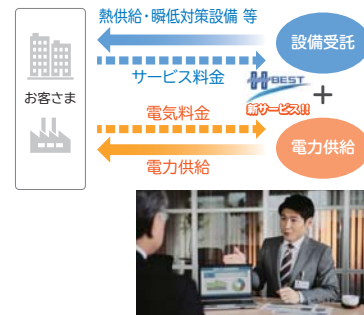 熱供給・瞬低対策設備 等
設備受託
サービス料金
お客さま
H-BEST
新サービス!!
+
電気料金
電力供給
電力供給